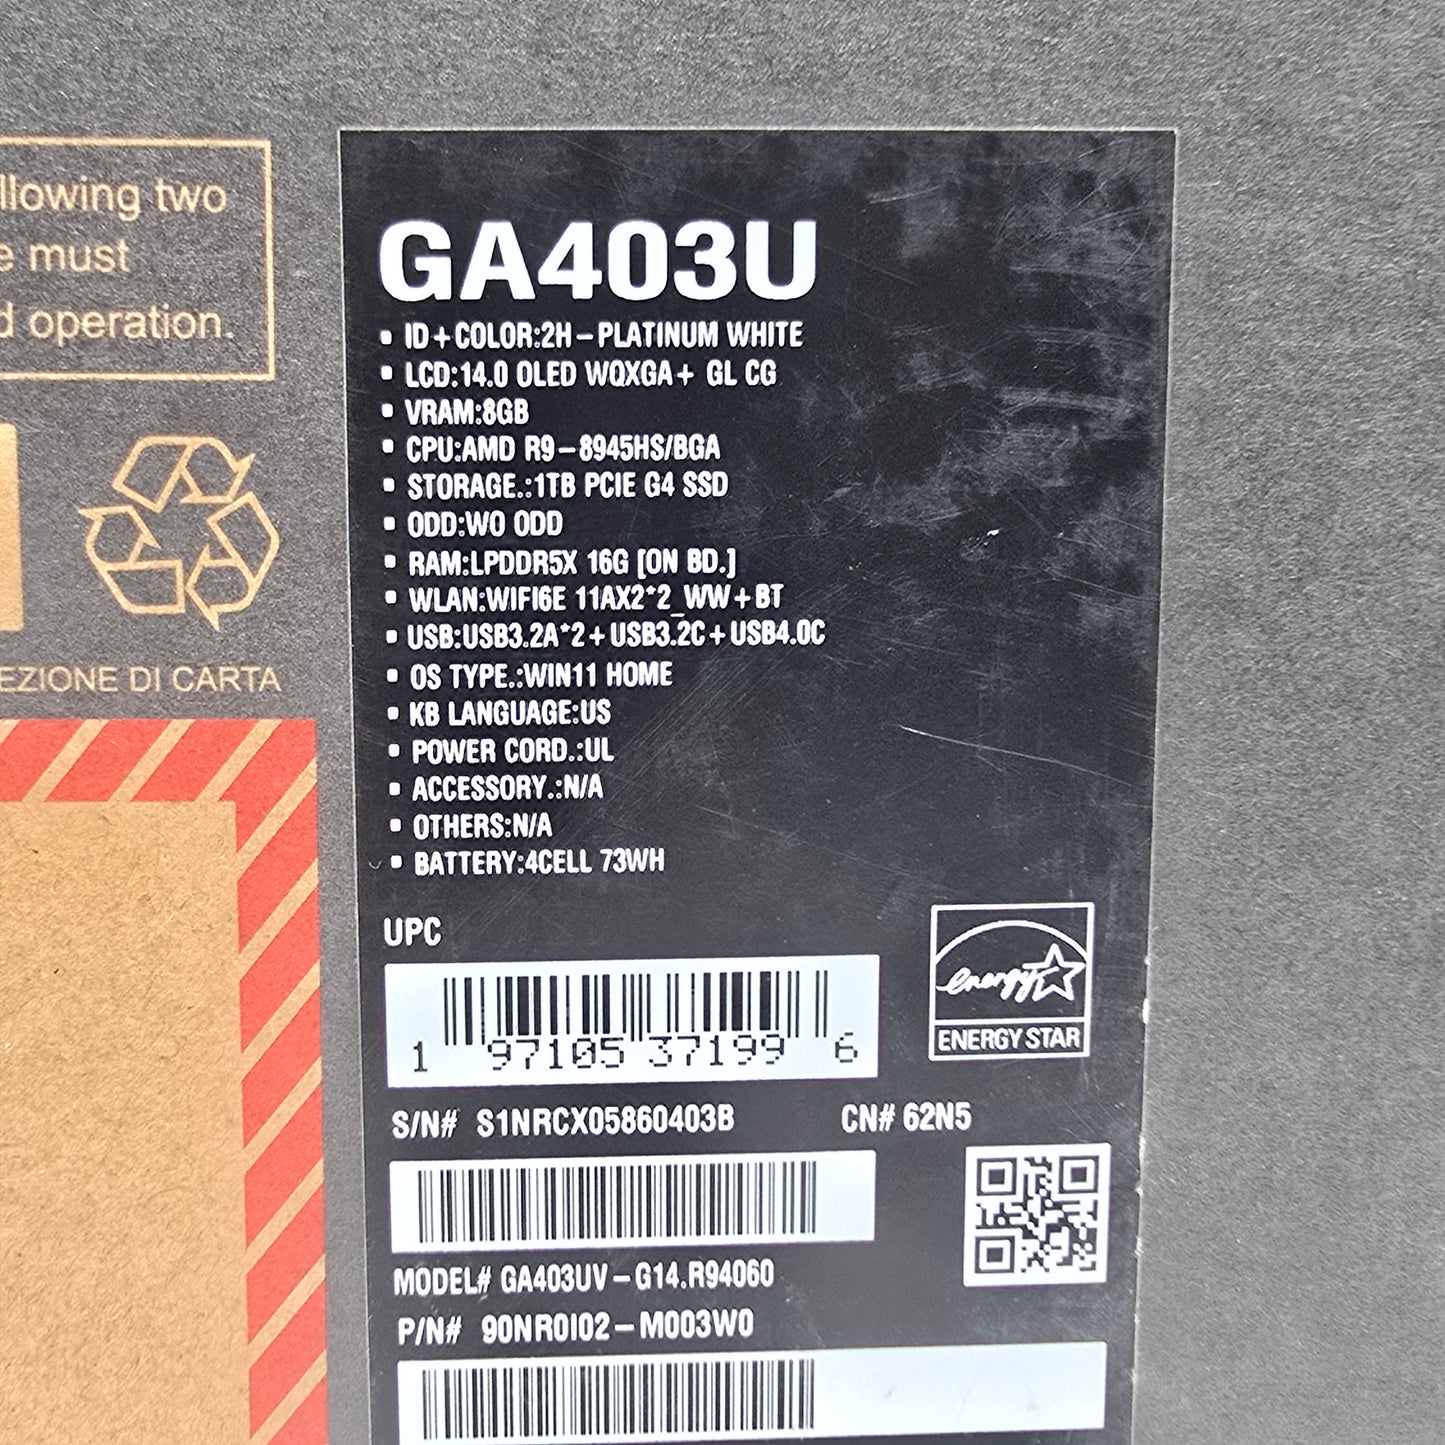 llowing two
e must
d operation.
EZIONE DI CARTA
GA403U
▪ ID+COLOR:2H-PLATINUM WHITE
▪ LCD:14.0 OLED WQXGA+ GL CG
▪ VRAM:8GB
▪ CPU:AMD R9-8945HS/BGA
▪ STORAGE.:1TB PCIE G4 SSD
▪ ODD:WO ODD
▪ RAM:LPDDR5X 16G [ON BD.]
▪ WLAN:WIFI6E 11AX2*2_WW+BT
▪ USB:USB3.2A*2+USB3.2C+USB4.0C
▪ OS TYPE.:WIN11 HOME
▪ KB LANGUAGE:US
▪ POWER CORD.:UL
▪ ACCESSORY.:N/A
▪ OTHERS:N/A
▪ BATTERY:4CELL 73WH
UPC
1 97105 37199 6
energy
ENERGY STAR
S/N# S1NRCX05860403B CN# 62N5
MODEL# GA403UV-G14.R94060
P/N# 90NR0I02-M003W0